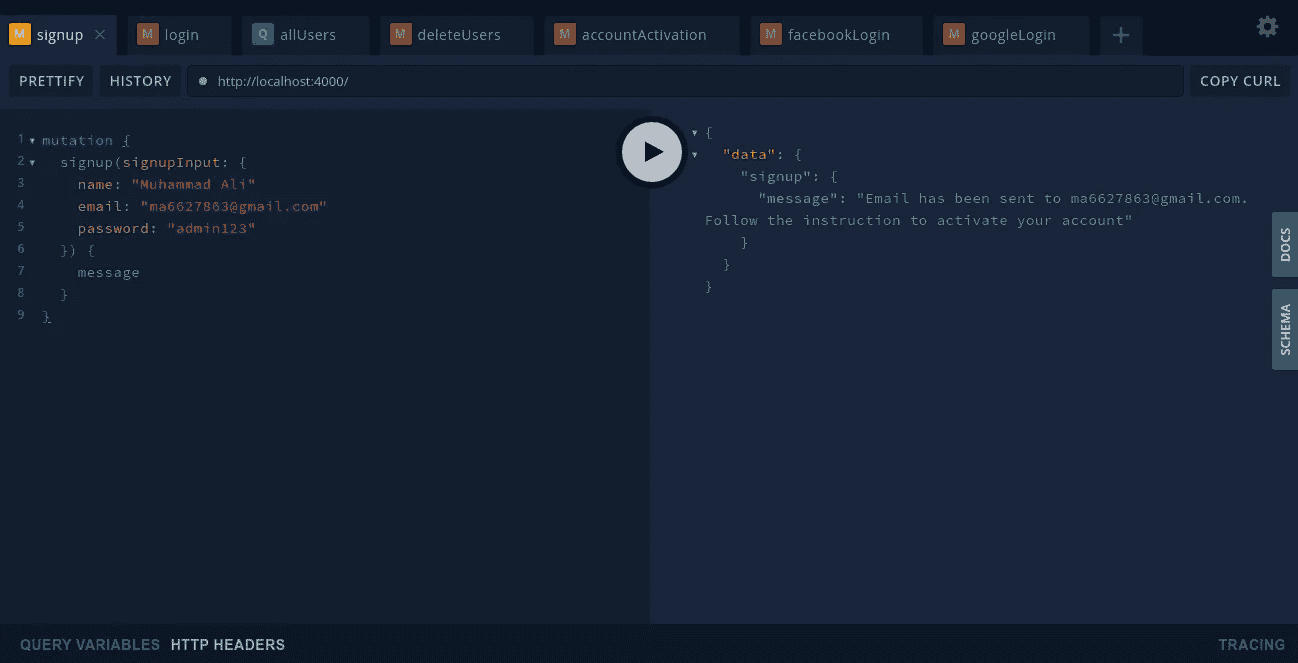 M signup × M login Q allUsers M deleteUsers M accountActivation M facebookLogin M googleLogin +
PRETTIFY HISTORY http://localhost:4000/ COPY CURL
1 mutation {
2 signup(signupInput: {
3 name: "Muhammad Ali"
4 email: "ma6627863@gmail.com"
5 password: "admin123"
6 }) {
7 message
8 }
9 }
{
"data": {
"signup": {
"message": "Email has been sent to ma6627863@gmail.com.
Follow the instruction to activate your account"
}
}
}
DOCS
SCHEMA
QUERY VARIABLES HTTP HEADERS TRACING